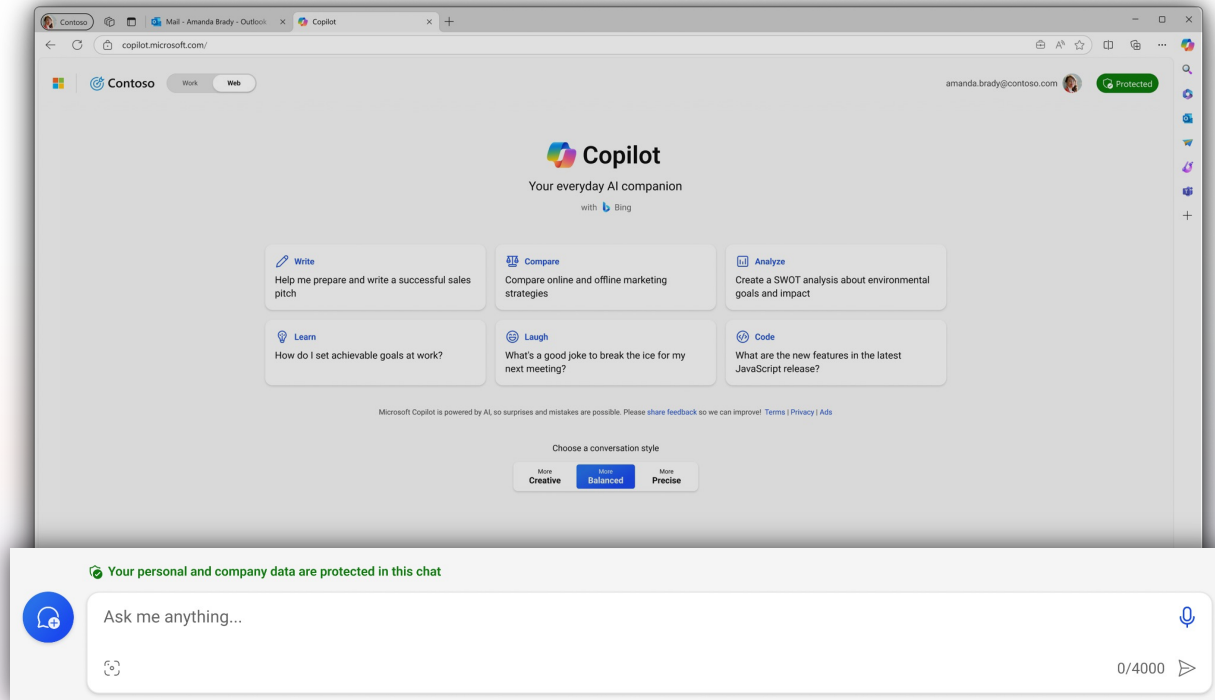 Contoso
Mail - Amanda Brady - Outlook
Copilot
copilot.microsoft.com/
Contoso
Work
Web
amanda.brady@contoso.com
Protected
Copilot
Your everyday AI companion
with Bing
Write
Help me prepare and write a successful sales
pitch
Compare
Compare online and offline marketing
strategies
Analyze
Create a SWOT analysis about environmental
goals and impact
Learn
How do I set achievable goals at work?
Laugh
What's a good joke to break the ice for my
next meeting?
Code
What are the new features in the latest
JavaScript release?
Microsoft Copilot is powered by AI, so surprises and mistakes are possible. Please share feedback so we can improve! Terms | Privacy | Ads
Choose a conversation style
More
Creative
More
Balanced
More
Precise
Your personal and company data are protected in this chat
Ask me anything...
0/4000